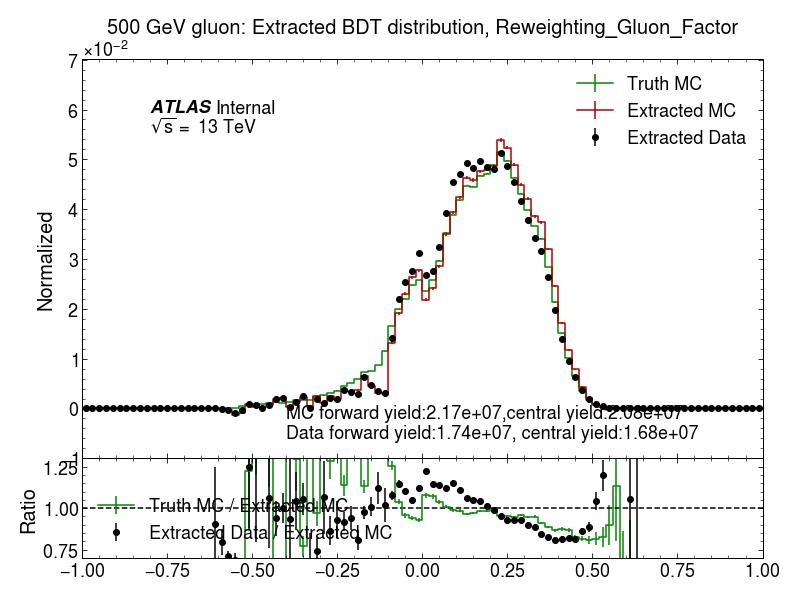 500 GeV gluon: Extracted BDT distribution, Reweighting_Gluon_Factor
×10−2
7
6
5
4
3
2
1
0
1
Normalized
ATLAS Internal
√s = 13 TeV
Truth MC
Extracted MC
Extracted Data
MC forward yield:2.17e+07,central yield:2.08e+07
Data forward yield:1.74e+07, central yield:1.68e+07
1.25
1.00
0.75
Ratio
Truth MC / Extracted MC
Extracted Data / Extracted MC
−1.00 −0.75 −0.50 −0.25 0.00 0.25 0.50 0.75 1.00